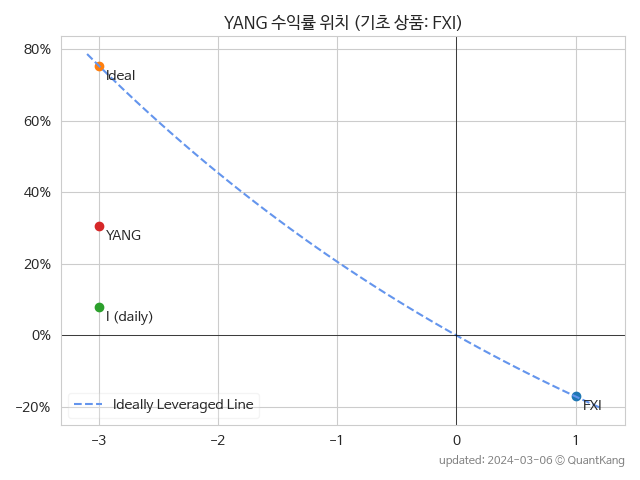 YANG 수익률 위치 (기초 상품: FXI)
80%
Ideal
60%
40%
YANG
20%
I (daily)
0%
Ideally Leveraged Line
FXI
−20%
−3 −2 −1 0 1
updated: 2024-03-06 © QuantKang